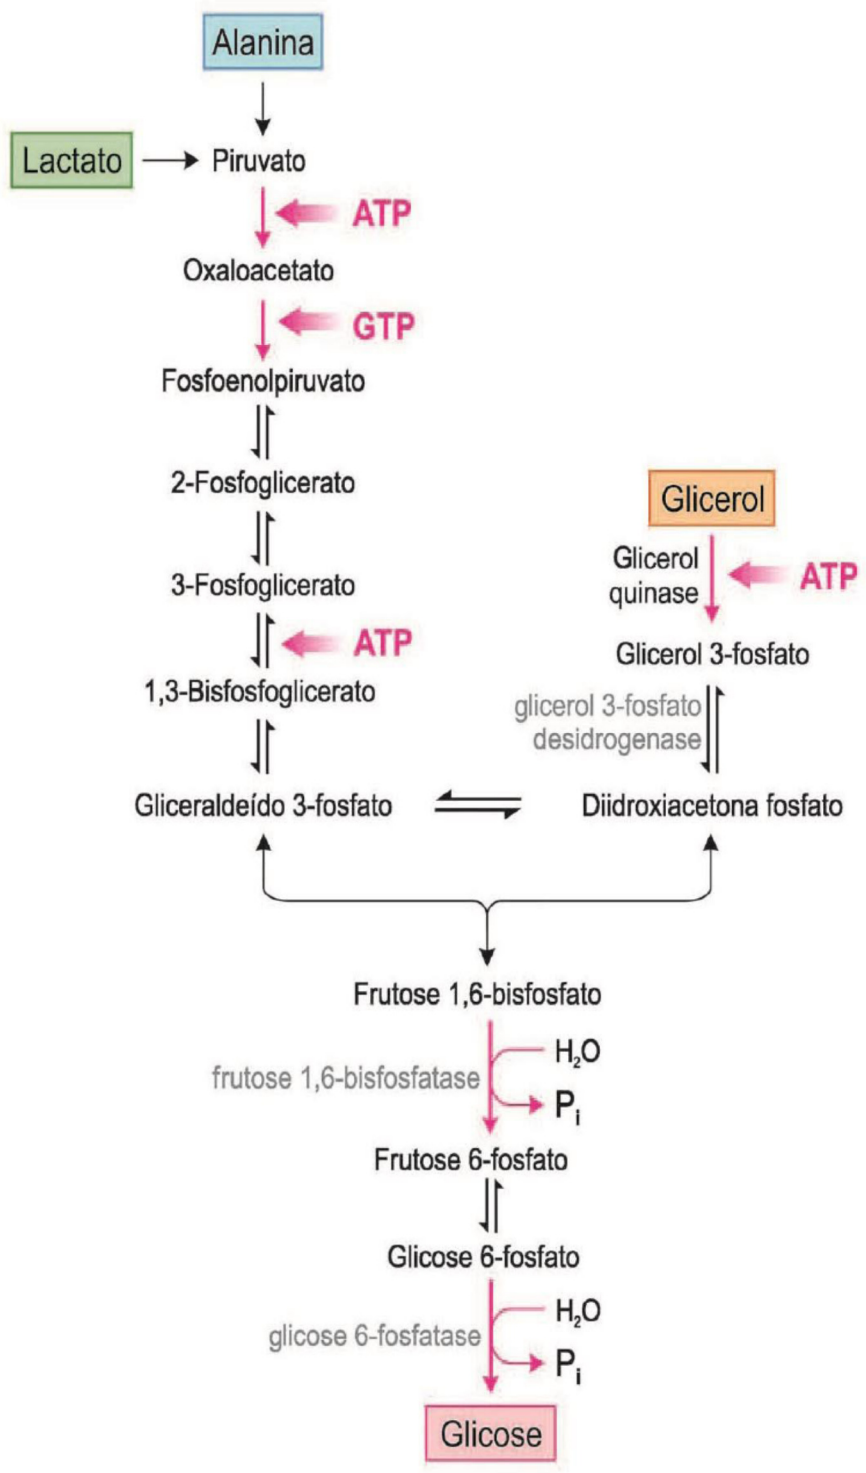 Alanina
Lactato
Piruvato
ATP
Oxaloacetato
GTP
Fosfoenolpiruvato
2-Fosfoglicerato
3-Fosfoglicerato
ATP
1,3-Bisfosfoglicerato
Gliceraldeído 3-fosfato
Glicerol
Glicerol
quinase
ATP
Glicerol 3-fosfato
glicerol 3-fosfato
desidrogenase
Diidroxiacetona fosfato
Frutose 1,6-bisfosfato
frutose 1,6-bisfosfatase
H₂O
Pᵢ
Frutose 6-fosfato
Glicose 6-fosfato
glicose 6-fosfatase
H₂O
Pᵢ
Glicose